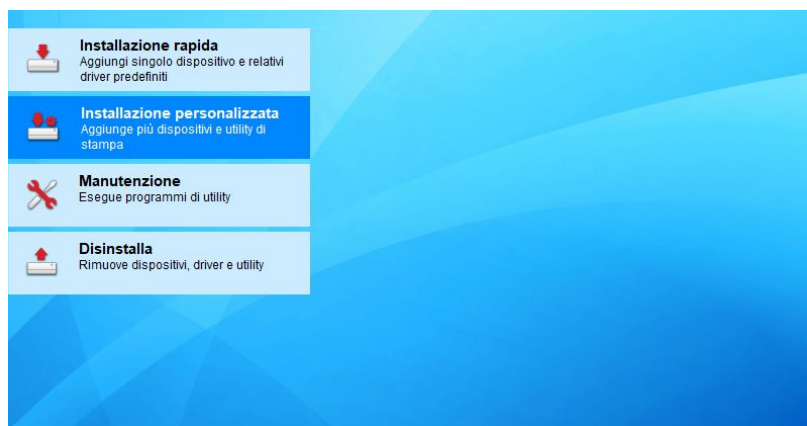 Installazione rapida
Aggiungi singolo dispositivo e relativi
driver predefiniti
Installazione personalizzata
Aggiunge più dispositivi e utility di
stampa
Manutenzione
Esegue programmi di utility
Disinstalla
Rimuove dispositivi, driver e utility